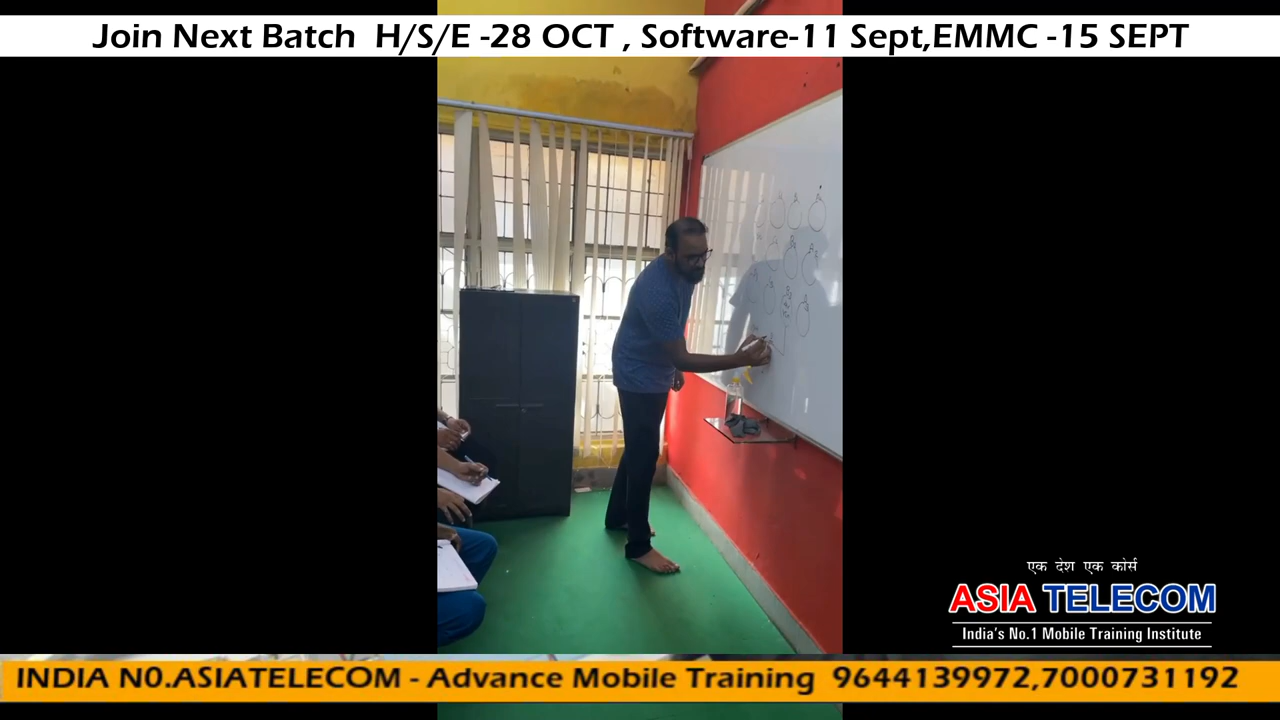 Join Next Batch H/S/E -28 OCT , Software-11 Sept,EMMC -15 SEPT
एक देश एक कोर्स
ASIA TELECOM
India's No.1 Mobile Training Institute
INDIA N0.ASIATELECOM - Advance Mobile Training 9644139972,7000731192